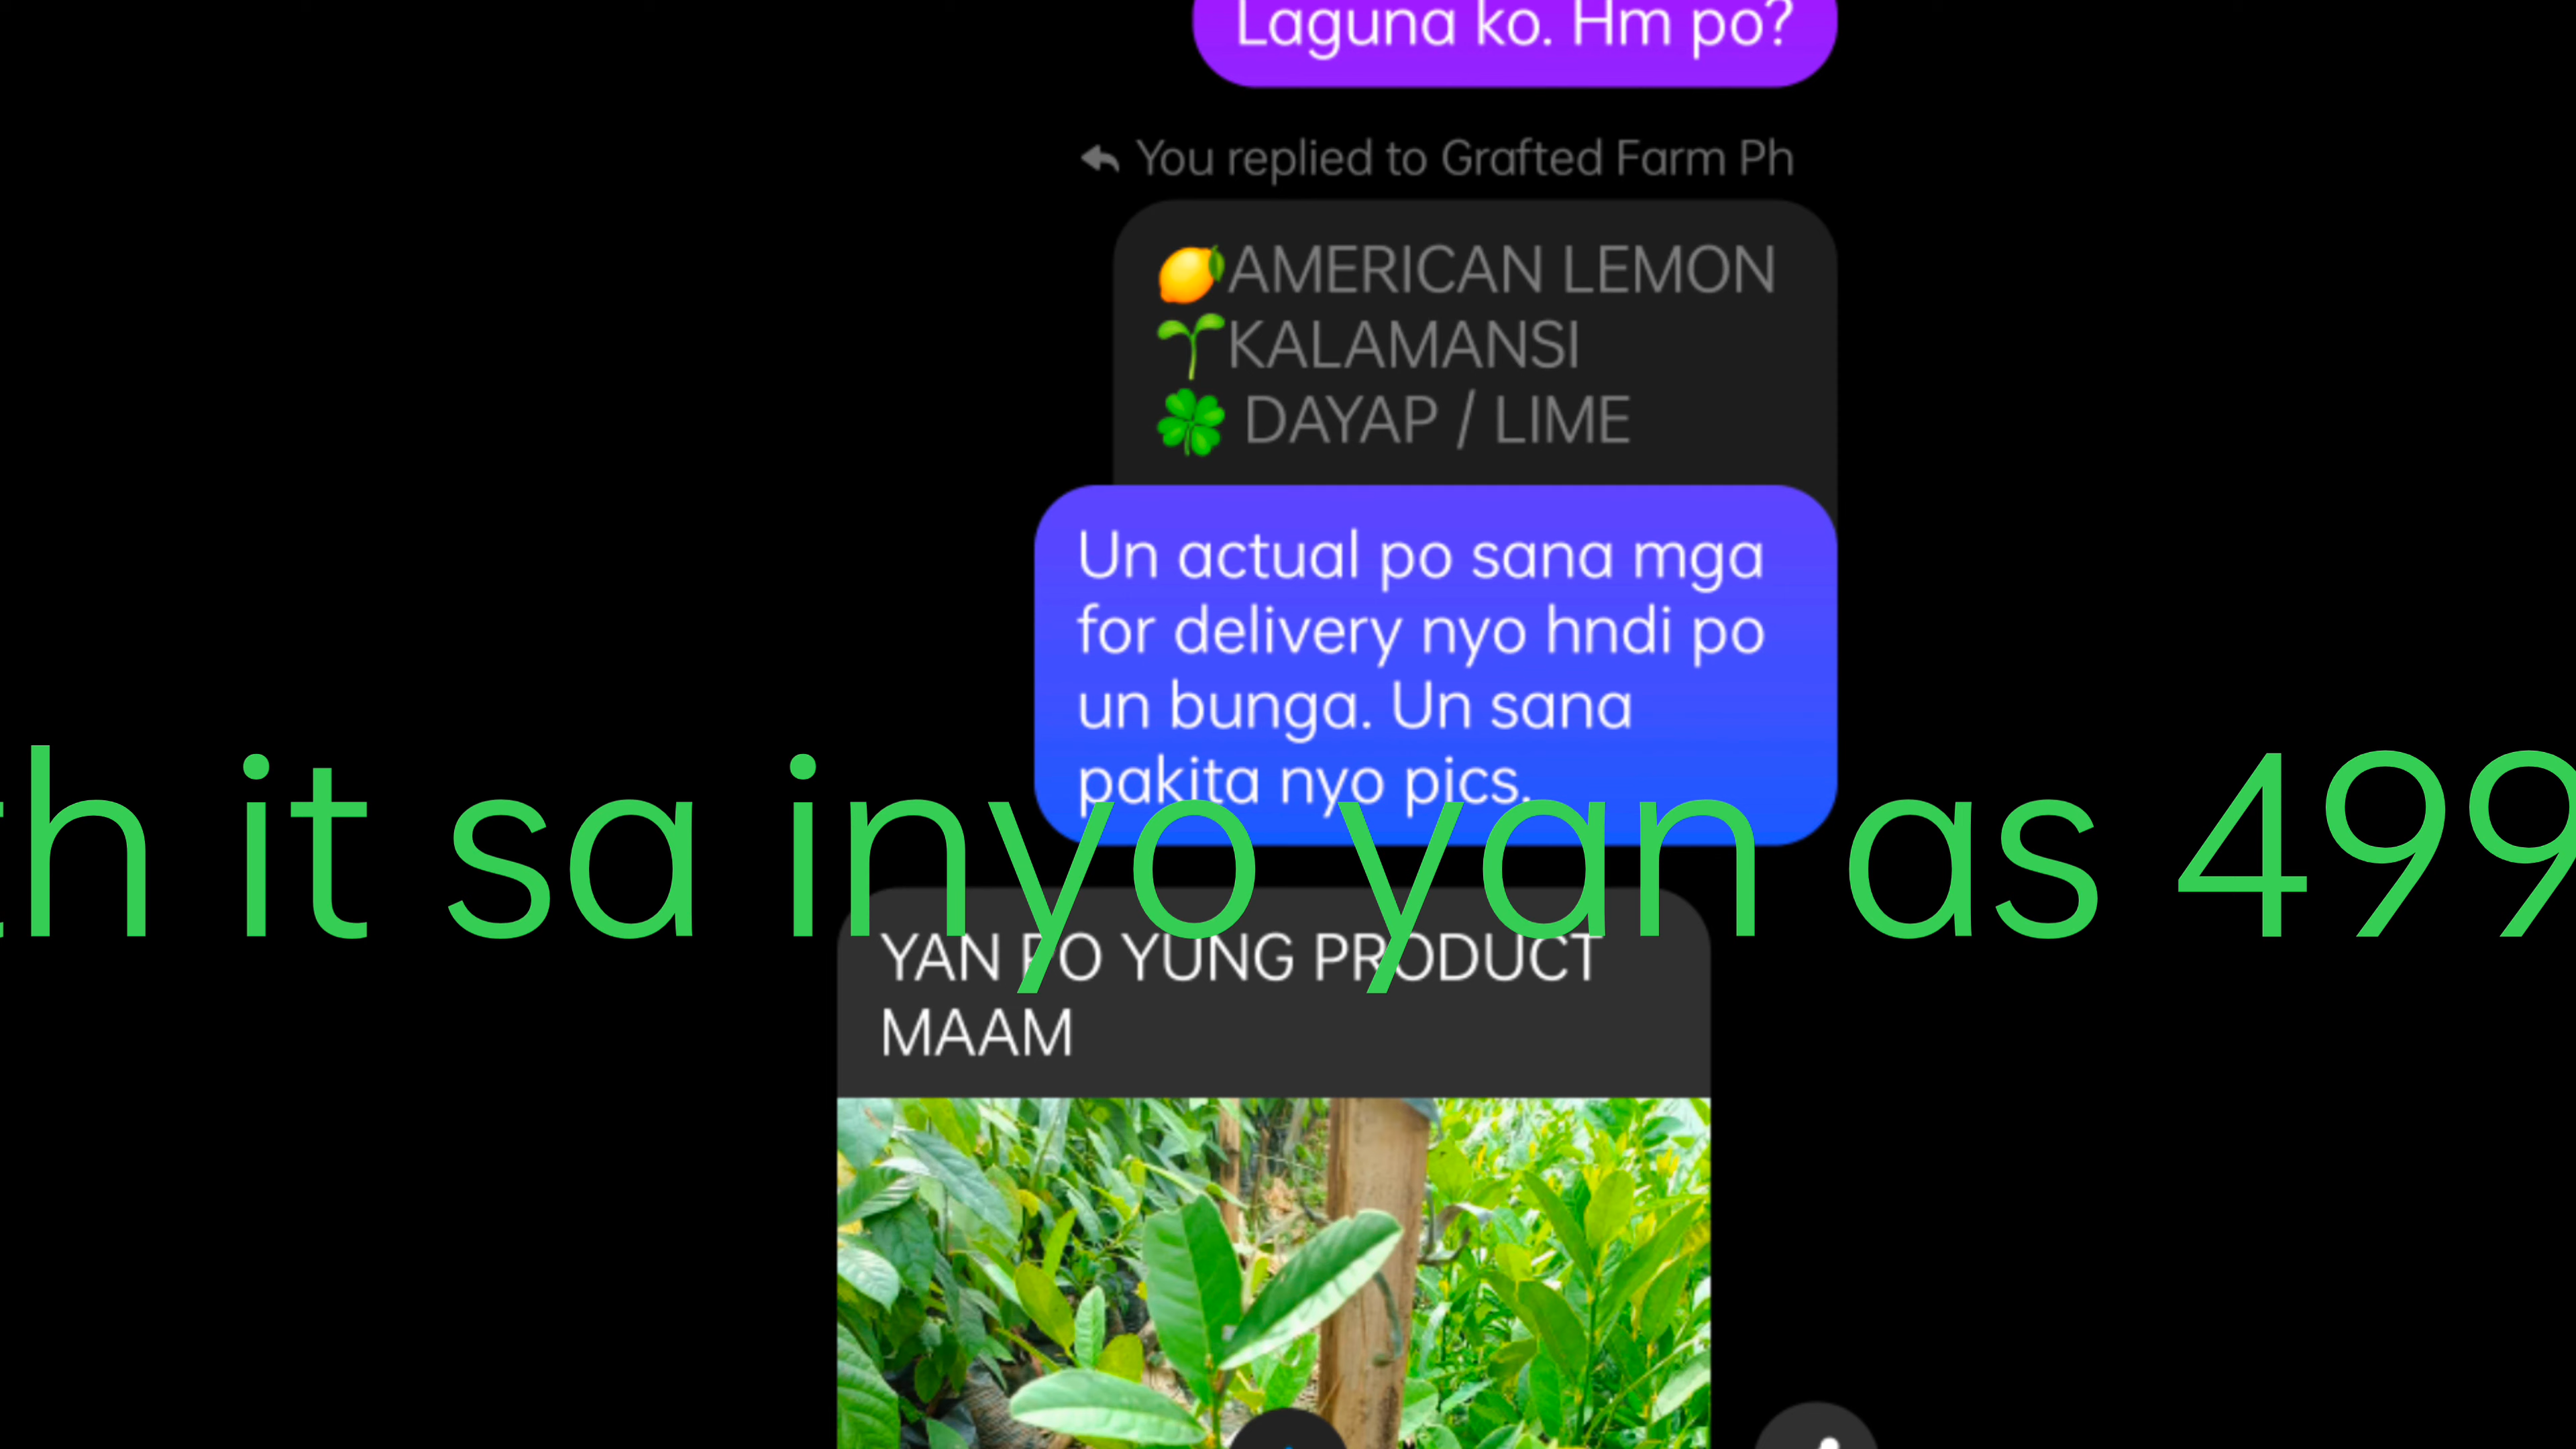 Laguna ko. Hm po?
You replied to Grafted Farm Ph
AMERICAN LEMON
KALAMANSI
DAYAP / LIME
Un actual po sana mga
for delivery nyo hndi po
un bunga. Un sana
pakita nyo pics.
it sa inyo yan as 499
YAN PO YUNG PRODUCT
MAAM